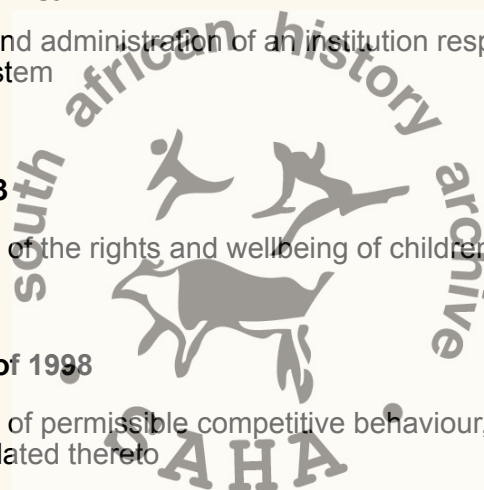 nd administration of an institution resp
stem
3
of the rights and wellbeing of children
of 1998
of permissible competitive behaviour,
lated thereto
south african history archive
SAHA